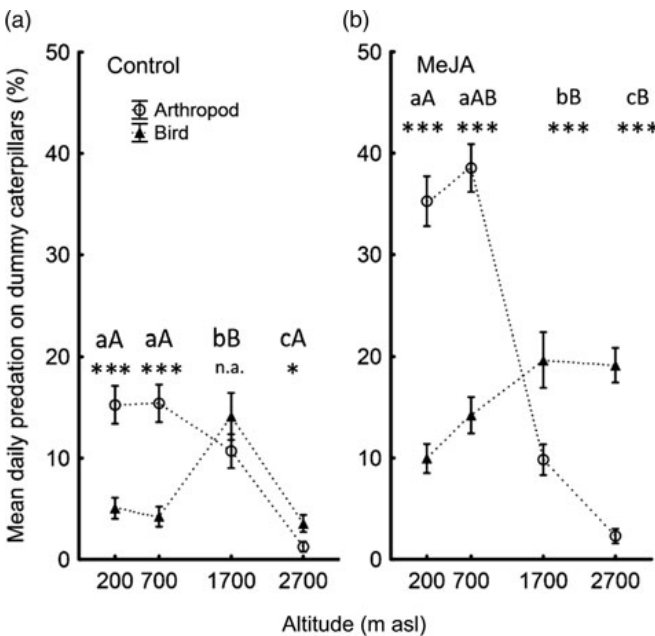 (a)
(b)
Mean daily predation on dummy caterpillars (%)
50
40
30
20
10
0
Control
Arthropod
Bird
aA aA bB cA
*** *** n.a. *
200 700 1700 2700
50
40
30
20
10
0
MeJA
aA aAB bB cB
*** *** *** ***
200 700 1700 2700
Altitude (m asl)